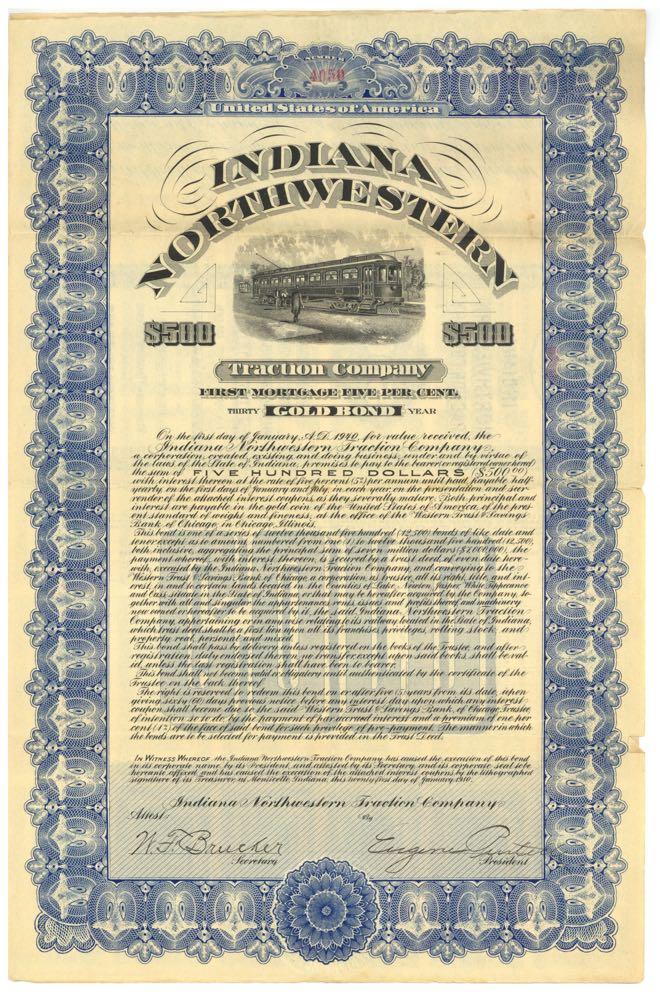 NUMBER
4050
United States of America
INDIANA
NORTHWESTERN
$500 $500
Traction Company
FIRST MORTGAGE FIVE PER CENT.
THIRTY GOLD BOND YEAR
On the first day of January, A.D. 1940, for value received, the
Indiana Northwestern Traction Company,
a corporation, created, existing and doing business, under and by virtue of
the laws of the State of Indiana, promises to pay to the bearer (or registered owner hereof)
the sum of FIVE HUNDRED DOLLARS ($500.00)
with interest thereon at the rate of five per cent (5%) per annum until paid, payable half-
yearly, on the first days of January and July, in each year, on the presentation and sur-
render of the attached interest coupons, as they severally mature. Both principal and
interest are payable in the gold coin of the United States of America, of the pres-
ent standard of weight and fineness, at the office of the Western Trust & Savings
Bank of Chicago, in Chicago, Illinois.
This bond is one of a series of twelve thousand five hundred (12,500) bonds of like date and
tenor except as to amount, numbered from one (1) to twelve thousand five hundred (12,500),
both inclusive, aggregating the principal sum of seven million dollars ($7,000,000), the
payment whereof, with interest thereon, is secured by a trust deed, of even date here-
with, executed by the Indiana Northwestern Traction Company and conveying to the
Western Trust & Savings Bank, of Chicago, a corporation, as trustee, all its right, title, and int-
erest, in and to certain lands located in the Counties of Lake, Newton, Jasper, White, Tippecanoe
and Cass, situate in the State of Indiana, or that may be hereafter acquired by the Company, to-
gether with all and singular the appurtenances, rents, issues and profits thereof and machinery
now owned or hereafter to be acquired by it, the said Indiana Northwestern Traction
Company, appertaining or in any wise relating to its railway located in the State of Indiana,
which trust deed shall be a first lien upon all its franchises, privileges, rolling stock, and
property, real, personal and mixed.
This bond shall pass by delivery unless registered on the books of the Trustee, and after
registration, duly endorsed thereon, no transfer, except upon said books, shall be val-
id, unless the last registration shall have been to bearer.
This bond shall not become obligatory until authenticated by the certificate of the
Trustee on the back thereof.
The right is reserved to redeem this bond on or after five (5) years from its date, upon
giving sixty (60) days previous notice before any interest day upon which any interest
coupon shall become due to the said Western Trust & Savings Bank, of Chicago, Trustee,
of intention so to do by the payment of par accrued interest and a premium of one per
cent (1%) of the face of said bond for such privilege of prior payment. The manner in which
the bonds are to be selected for payment is provided in the Trust Deed.
IN WITNESS WHEREOF the Indiana Northwestern Traction Company has caused the execution of this bond
in its corporate name by its President and attested by its Secretary, and its corporate seal to be
hereunto affixed and has caused the execution of the attached interest coupons by the lithographed
signature of its Treasurer, at Monticello, Indiana, this twenty first day of January 1910.
Indiana Northwestern Traction Company
Attest By
W. F. Brucker Eugene
Secretary President